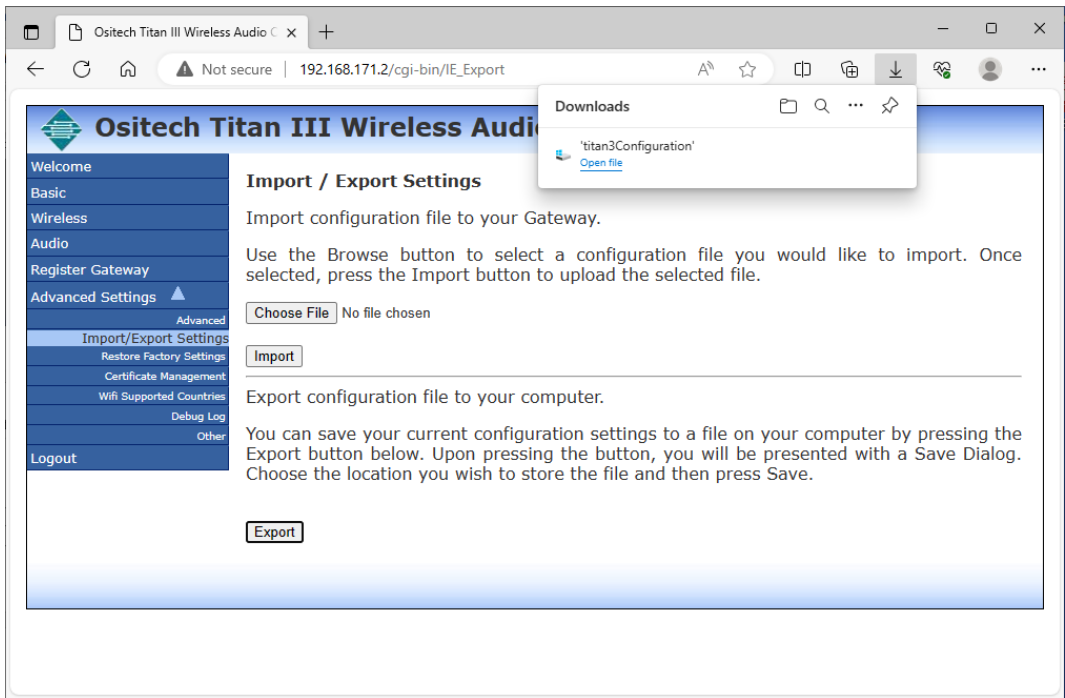 Ositech Titan III Wireless Audio C
Not secure
192.168.171.2/cgi-bin/IE_Export
Downloads
'titan3Configuration'
Open file
Ositech Titan III Wireless Audi
Welcome
Basic
Wireless
Audio
Register Gateway
Advanced Settings
Advanced
Import/Export Settings
Restore Factory Settings
Certificate Management
Wifi Supported Countries
Debug Log
Other
Logout
Import / Export Settings
Import configuration file to your Gateway.
Use the Browse button to select a configuration file you would like to import. Once
selected, press the Import button to upload the selected file.
Choose File No file chosen
Import
Export configuration file to your computer.
You can save your current configuration settings to a file on your computer by pressing the
Export button below. Upon pressing the button, you will be presented with a Save Dialog.
Choose the location you wish to store the file and then press Save.
Export